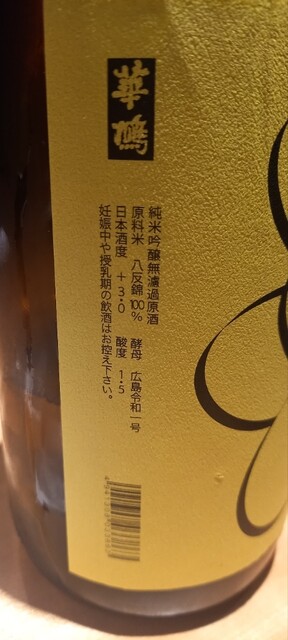 華鳩
純米吟醸無濾過原酒
原料米 八反錦100% 酵母 広島令和一号
日本酒度 +3.0 酸度 1.5
妊娠中や授乳期の飲酒はお控え下さい。